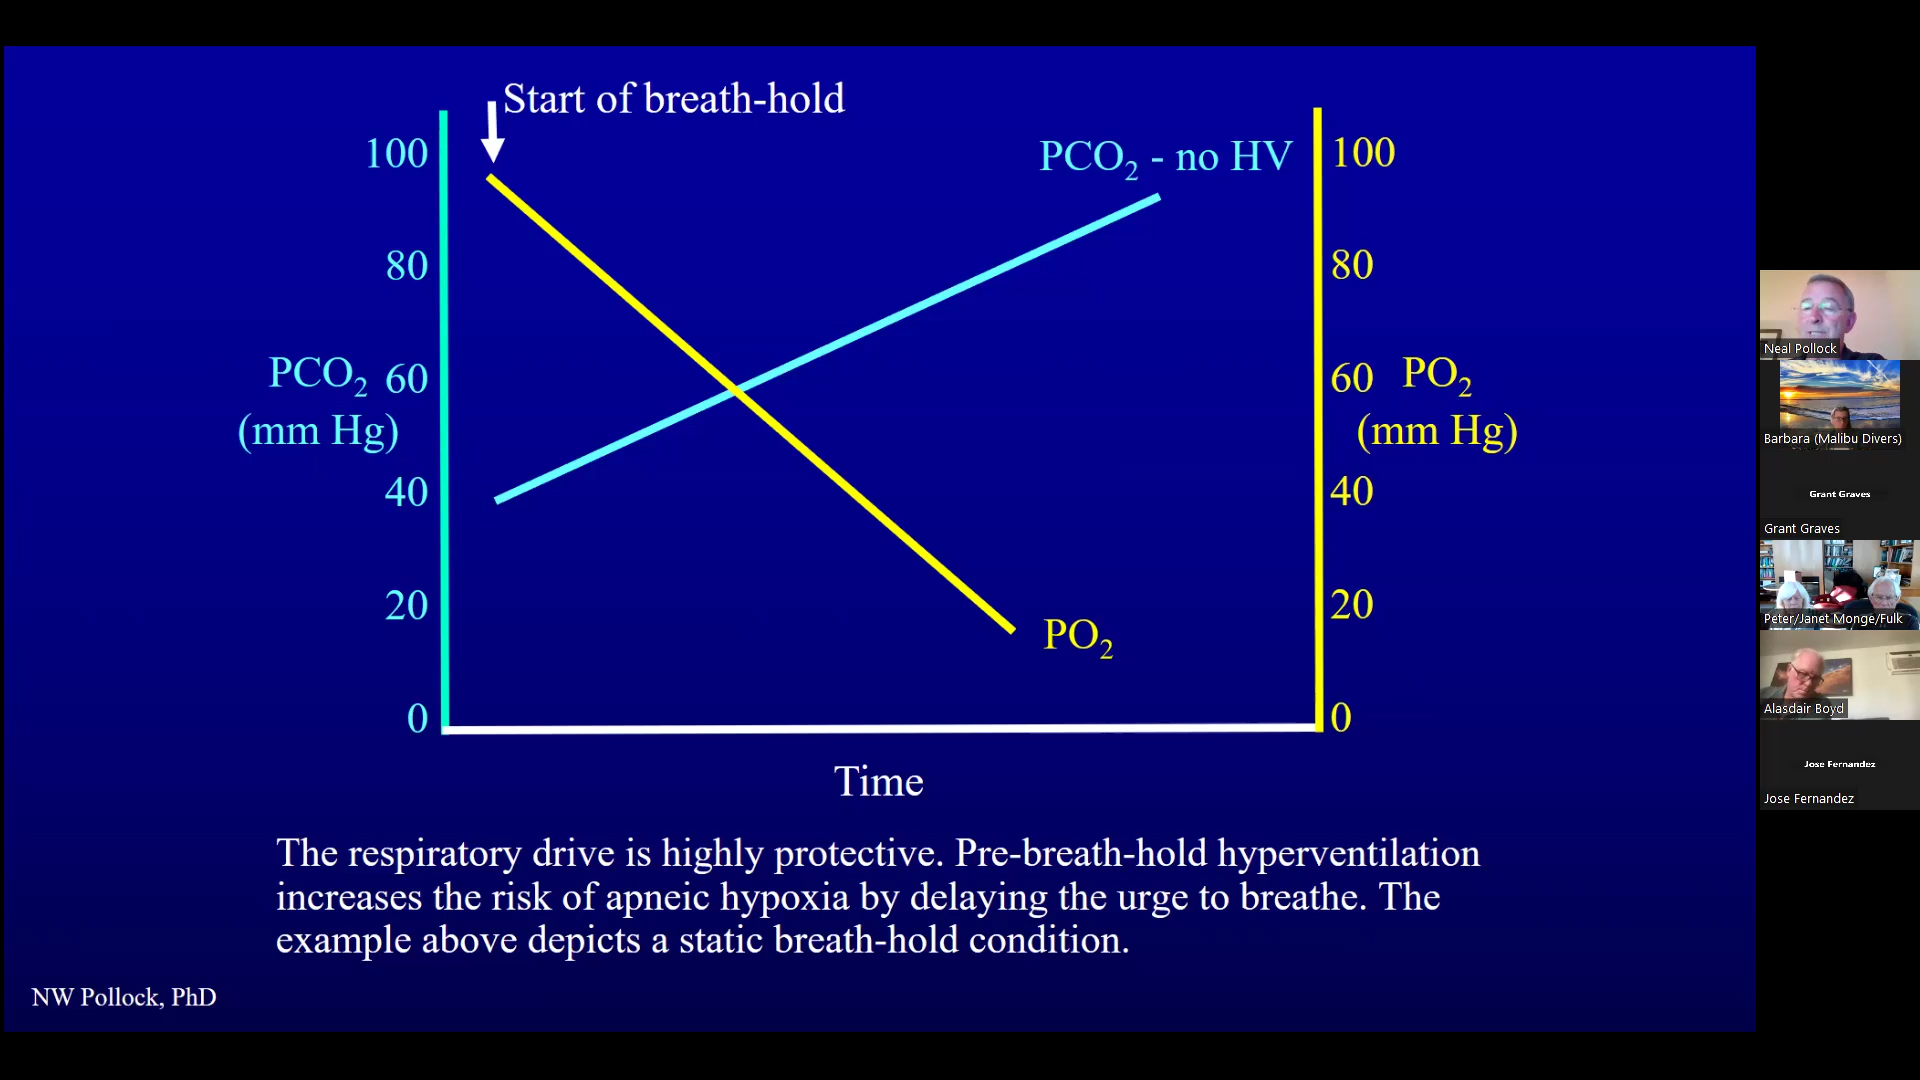 Start of breath-hold
100
80
60
40
20
0
PCO2
(mm Hg)
PCO2 - no HV
PO2
100
80
60
40
20
0
PO2
(mm Hg)
Time
The respiratory drive is highly protective. Pre-breath-hold hyperventilation
increases the risk of apneic hypoxia by delaying the urge to breathe. The
example above depicts a static breath-hold condition.
NW Pollock, PhD
Neal Pollock
Barbara (Malibu Divers)
Grant Graves
Grant Graves
Peter/Janet Monge/Fulk
Alasdair Boyd
Jose Fernandez
Jose Fernandez